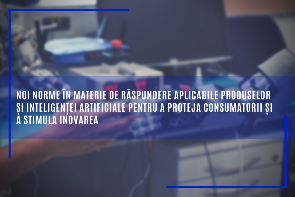 NOI NORME ÎN MATERIE DE RĂSPUNDERE APLICABILE PRODUSELOR
ȘI INTELIGENȚEI ARTIFICIALE PENTRU A PROTEJA CONSUMATORII ȘI
A STIMULA INOVAREA